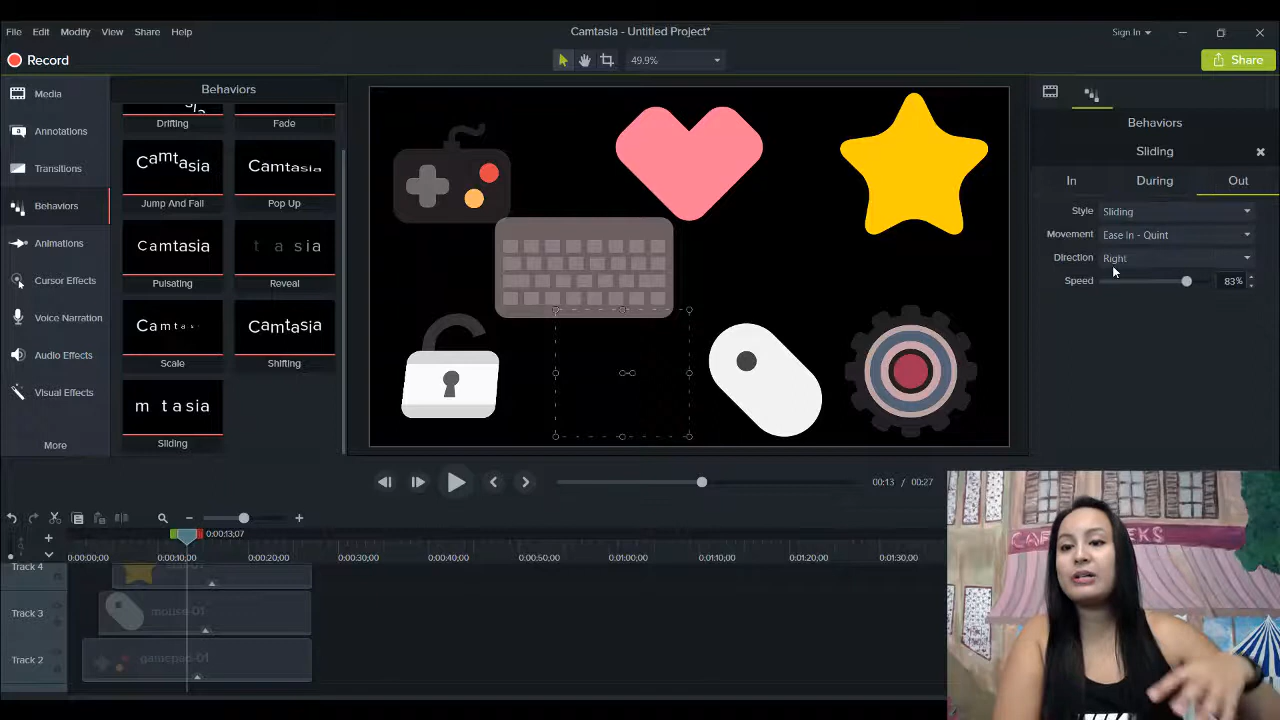 Camtasia - Untitled Project*
File Edit Modify View Share Help
Sign In
Record
49.9%
Share
Media
Annotations
Transitions
Behaviors
Animations
Cursor Effects
Voice Narration
Audio Effects
Visual Effects
More
Behaviors
Drifting
Fade
Camtasia
Camtasia
Jump And Fall
Pop Up
Camtasia
t a sia
Pulsating
Reveal
Camtas
Camtasia
Scale
Shifting
m t asia
Sliding
Behaviors
Sliding
In During Out
Style Sliding
Movement Ease In - Quint
Direction Right
Speed 83%
00:13 / 00:27
0:00:13;07
0:00:00;00 0:00:10;00 0:00:20;00 0:00:30;00 0:00:40;00 0:00:50;00 0:01:00;00 0:01:10;00 0:01:20;00 0:01:30;00
Track 4
Track 3
mouse-01
Track 2
gamepad-01